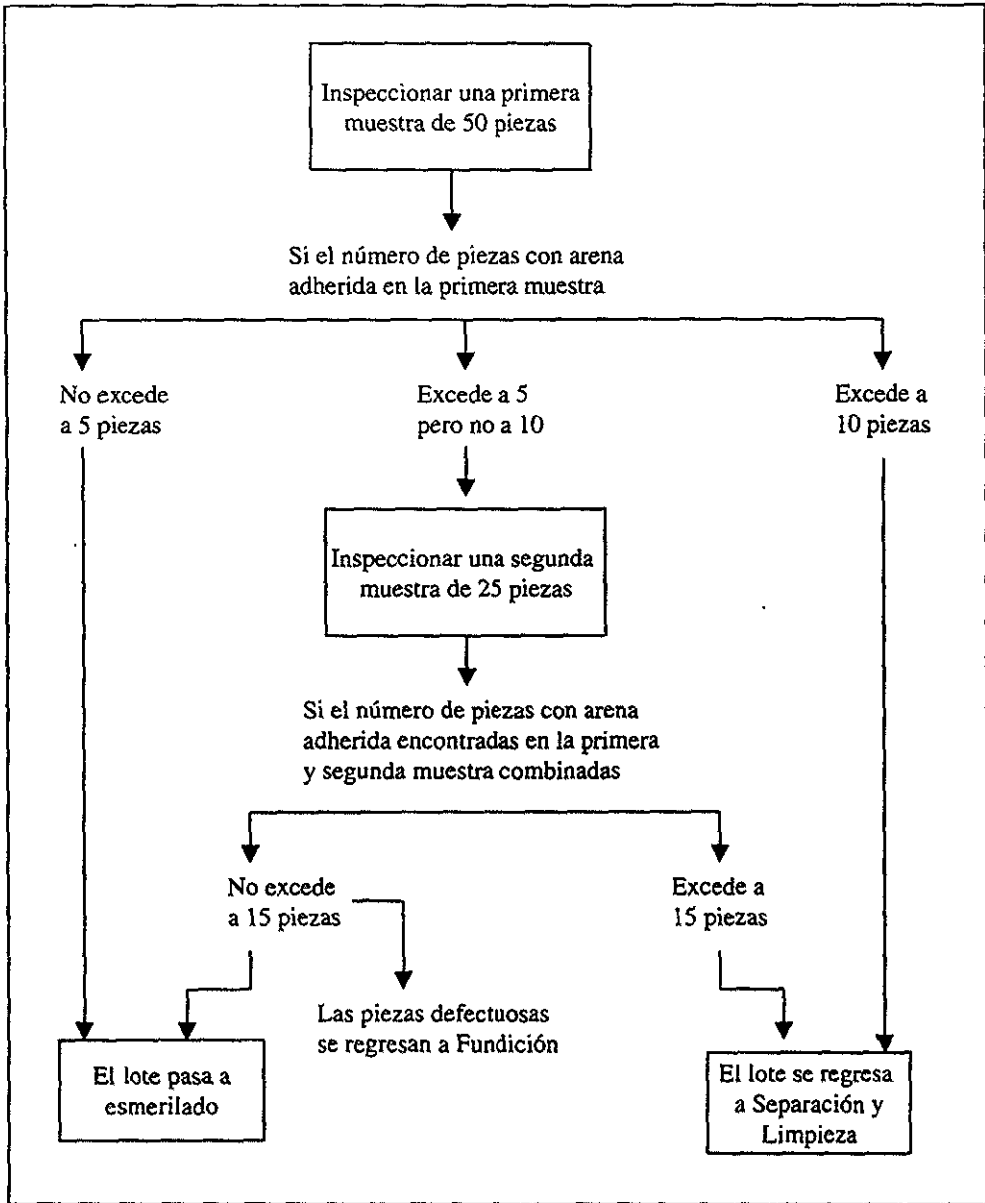 Inspeccionar una primera
muestra de 50 piezas
Si el número de piezas con arena
adherida en la primera muestra
No excede
a 5 piezas
Excede a 5
pero no a 10
Excede a
10 piezas
Inspeccionar una segunda
muestra de 25 piezas
Si el número de piezas con arena
adherida encontradas en la primera
y segunda muestra combinadas
No excede
a 15 piezas
Excede a
15 piezas
Las piezas defectuosas
se regresan a Fundición
El lote pasa a
esmerilado
El lote se regresa
a Separación y
Limpieza